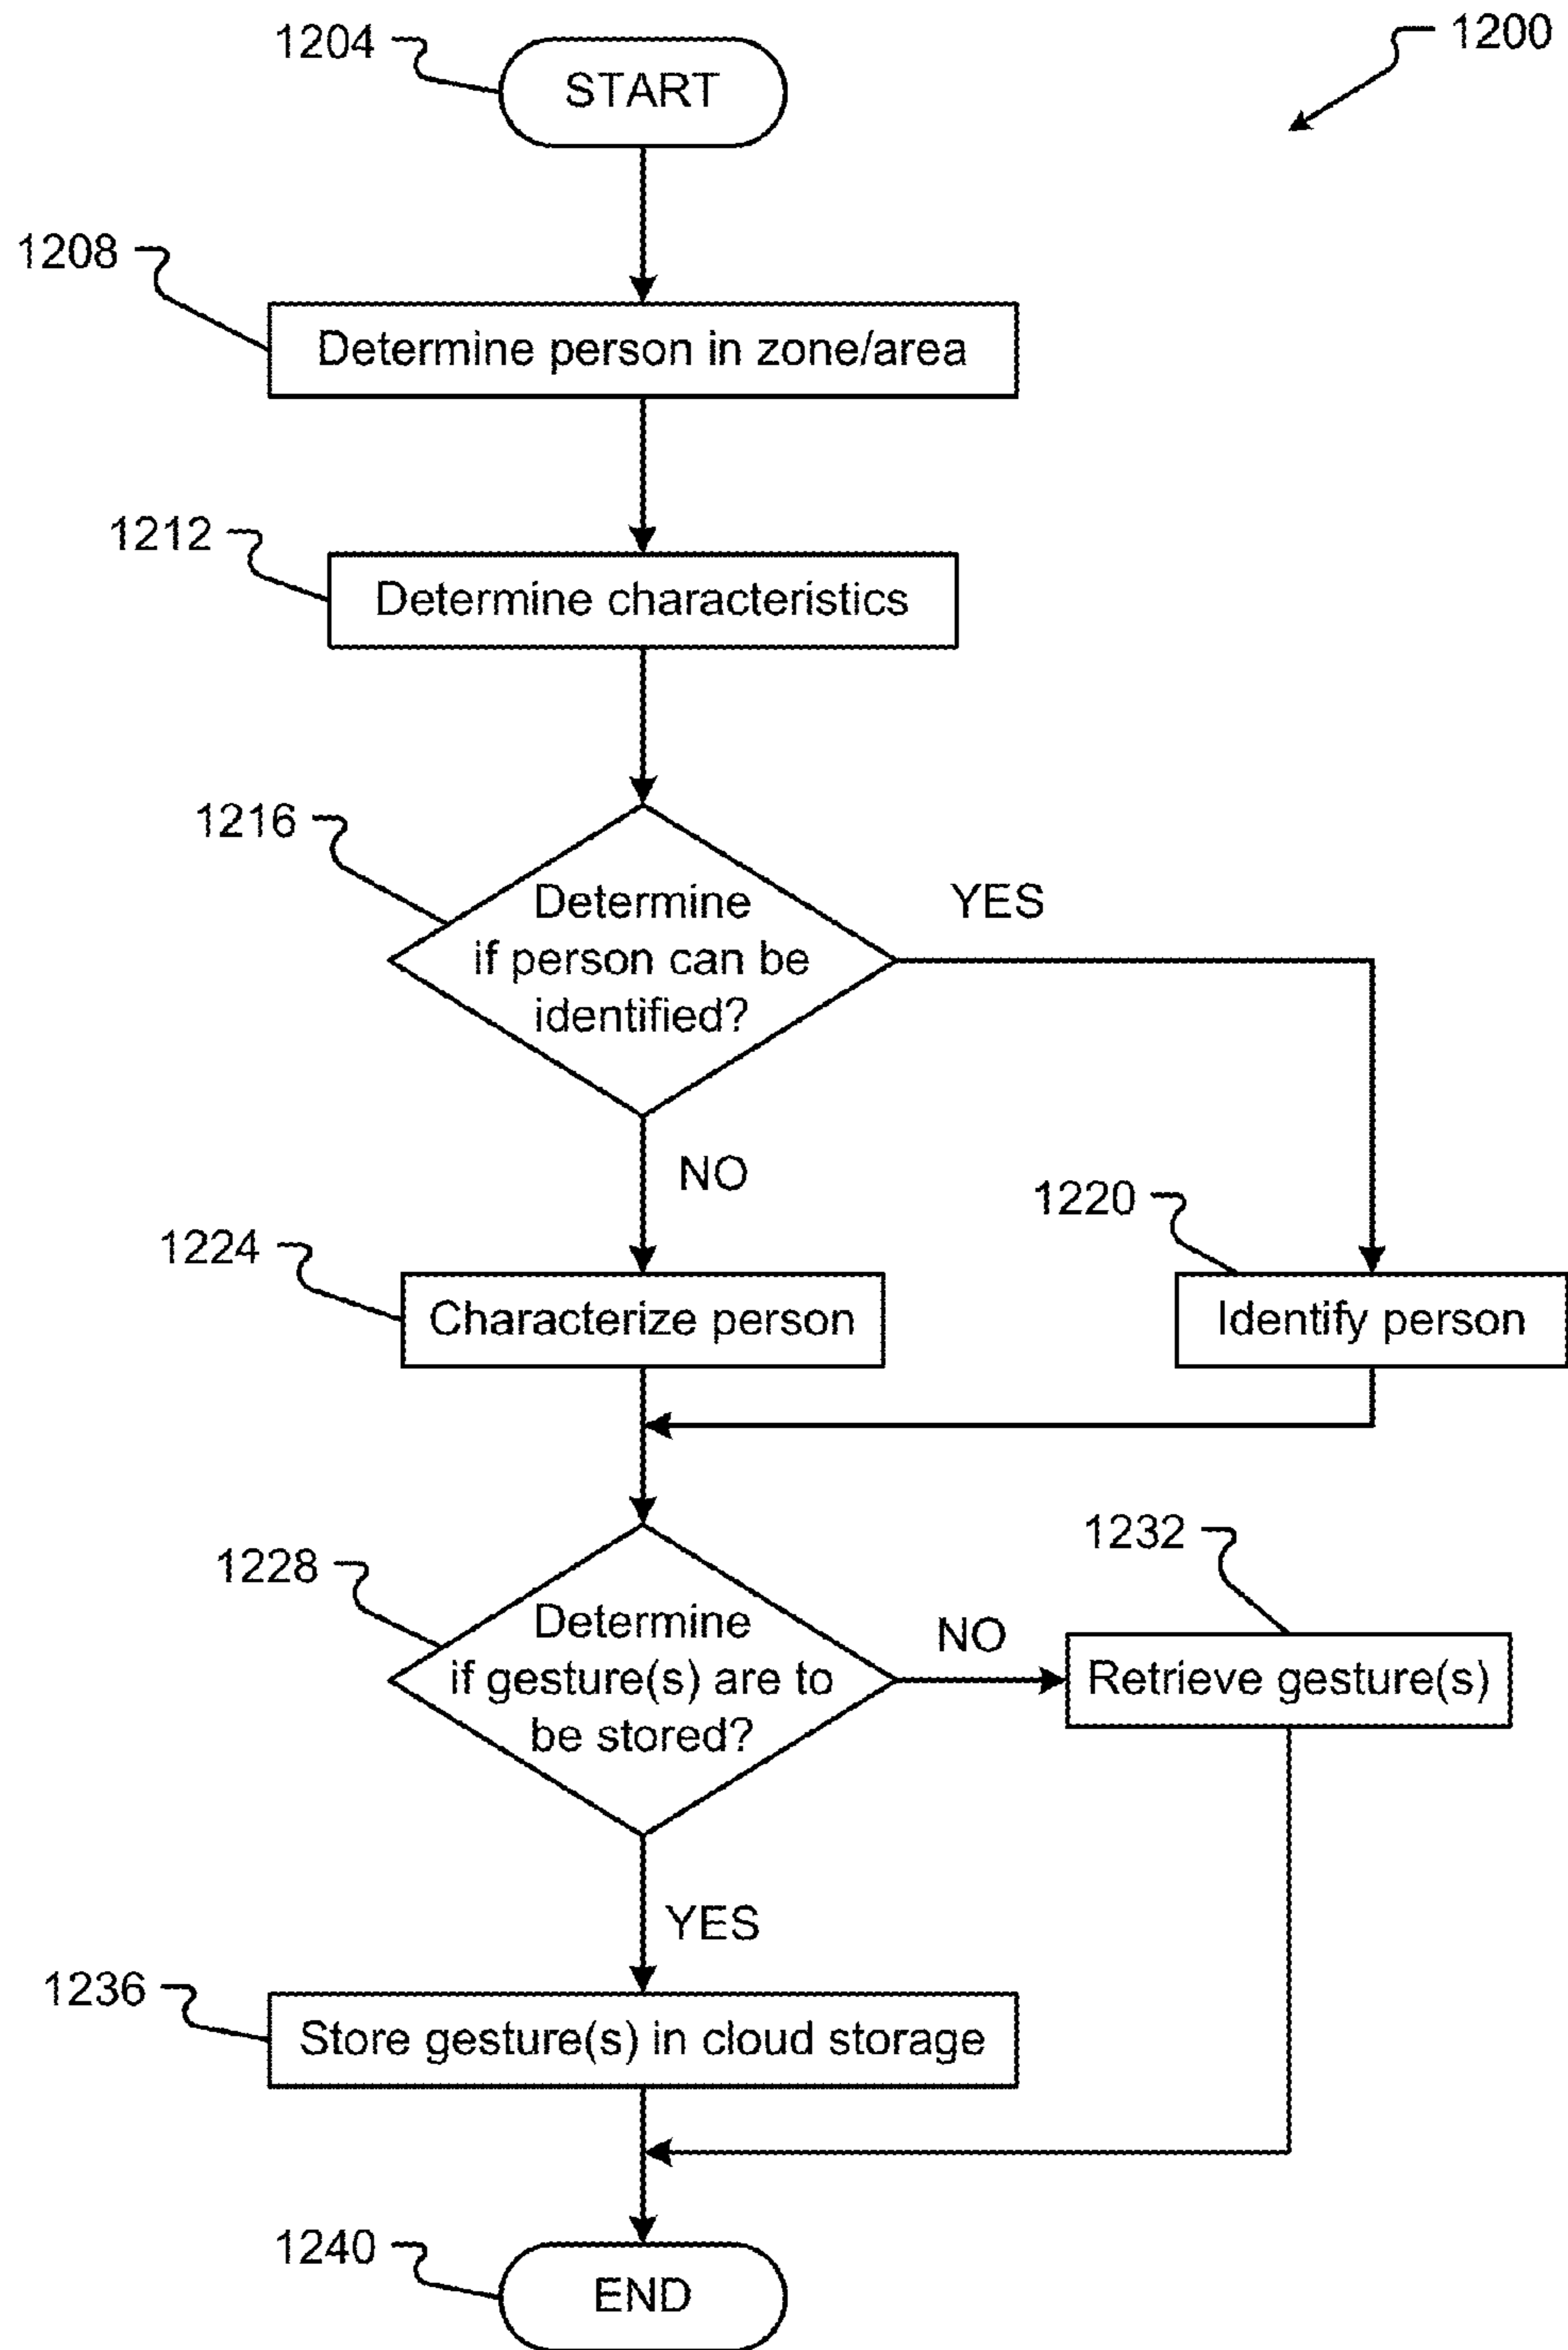 1204
START
1200
1208
Determine person in zone/area
1212
Determine characteristics
1216
Determine
if person can be
identified?
YES
NO
1220
1224
Characterize person
Identify person
1228
1232
Determine
if gesture(s) are to
be stored?
NO
Retrieve gesture(s)
YES
1236
Store gesture(s) in cloud storage
1240
END